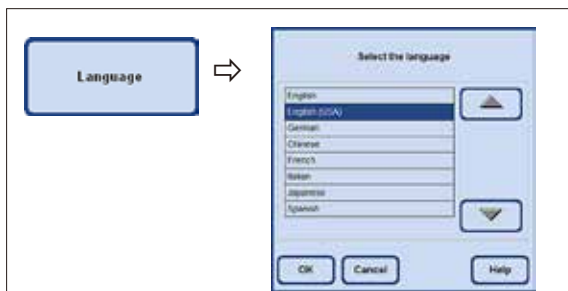 Language
Select the language
English
English (USA)
German
Chinese
French
Italian
Japanese
Spanish
OK
Cancel
Help